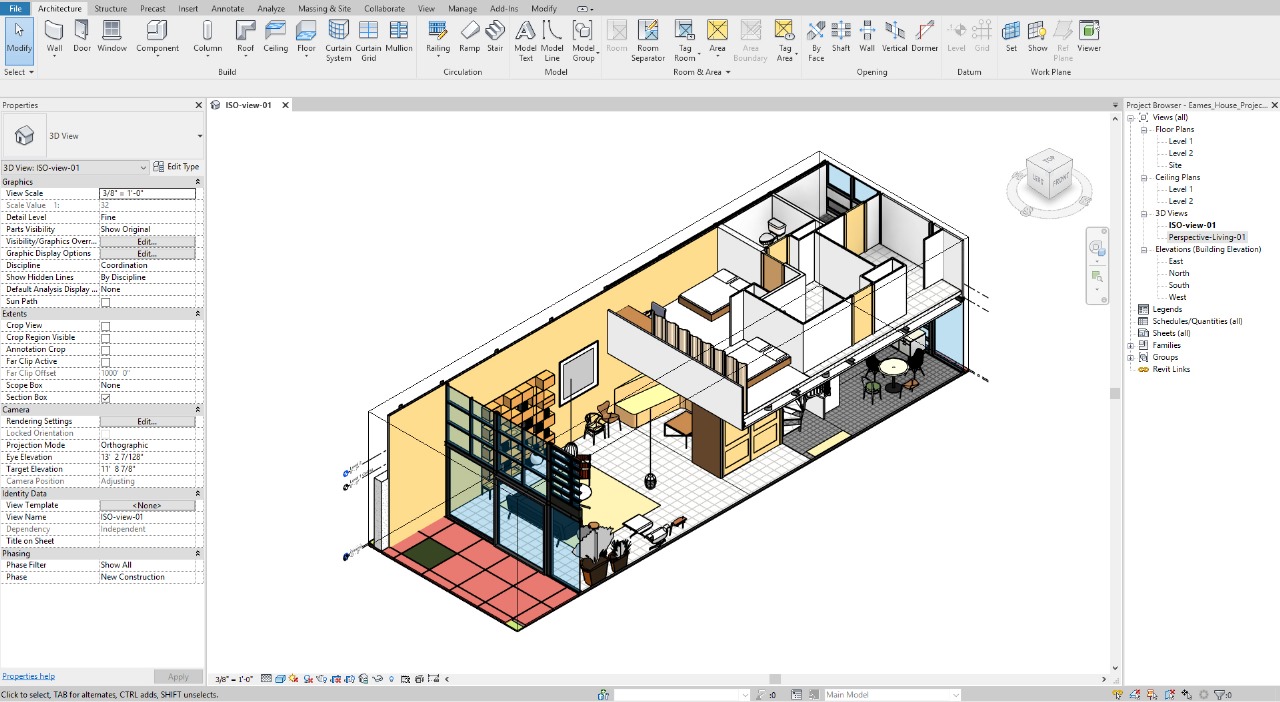 File Architecture Structure Precast Insert Annotate Analyze Massing & Site Collaborate View Manage Add-Ins Modify
Modify Wall Door Window Component Column Roof Ceiling Floor Curtain System Curtain Grid Mullion Railing Ramp Stair Model Text Model Line Model Group Room Room Separator Tag Room Area Area Boundary Tag Area By Face Shaft Wall Vertical Dormer Level Grid Set Show Ref Plane Viewer
Select Build Circulation Model Room & Area Opening Datum Work Plane
Properties
3D View
3D View: ISO-view-01 Edit Type
Graphics
View Scale 3/8" = 1'-0"
Scale Value 1: 32
Detail Level Fine
Parts Visibility Show Original
Visibility/Graphics Overr... Edit...
Graphic Display Options Edit...
Discipline Coordination
Show Hidden Lines By Discipline
Default Analysis Display ... None
Sun Path
Extents
Crop View
Crop Region Visible
Annotation Crop
Far Clip Active
Far Clip Offset 1000' 0"
Scope Box None
Section Box
Camera
Rendering Settings Edit...
Locked Orientation
Projection Mode Orthographic
Eye Elevation 13' 2 7/128"
Target Elevation 11' 8 7/8"
Camera Position Adjusting
Identity Data
View Template <None>
View Name ISO-view-01
Dependency Independent
Title on Sheet
Phasing
Phase Filter Show All
Phase New Construction
Properties help Apply
ISO-view-01
TOP
FRONT
3/8" = 1'-0"
Project Browser - Eames_House_Projec...
Views (all)
Floor Plans
Level 1
Level 2
Site
Ceiling Plans
Level 1
Level 2
3D Views
ISO-view-01
Perspective-Living-01
Elevations (Building Elevation)
East
North
South
West
Legends
Schedules/Quantities (all)
Sheets (all)
Families
Groups
Revit Links
Click to select, TAB for alternates, CTRL adds, SHIFT unselects. :0 Main Model :0